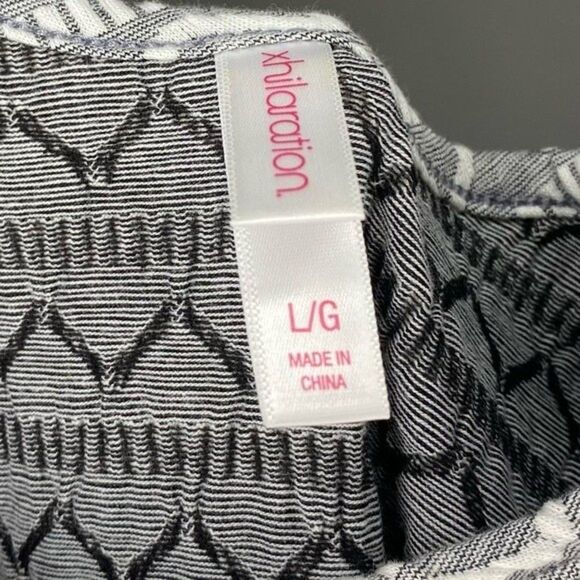 xhilaration.
L/G
MADE IN
CHINA